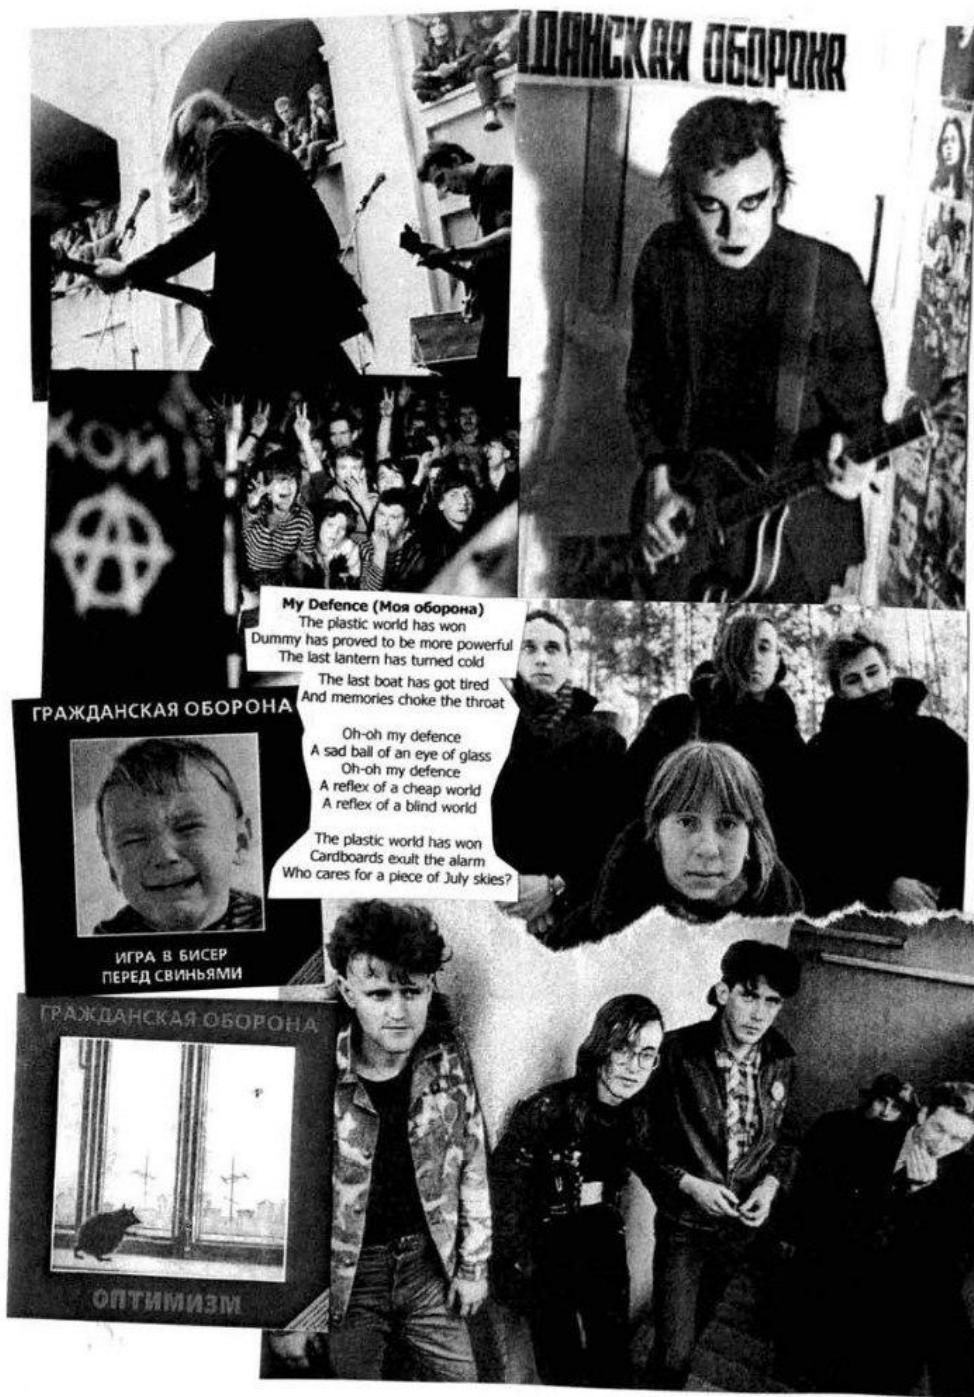 ДАНСКАЯ ОБОРОНА
ХОЙ
My Defence (Моя оборона)
The plastic world has won
Dummy has proved to be more powerful
The last lantern has turned cold
The last boat has got tired
And memories choke the throat
Oh-oh my defence
A sad ball of an eye of glass
Oh-oh my defence
A reflex of a cheap world
A reflex of a blind world
The plastic world has won
Cardboards exult the alarm
Who cares for a piece of July skies?
ГРАЖДАНСКАЯ ОБОРОНА
ИГРА В БИСЕР
ПЕРЕД СВИНЬЯМИ
ГРАЖДАНСКАЯ ОБОРОНА
ОПТИМИЗМ